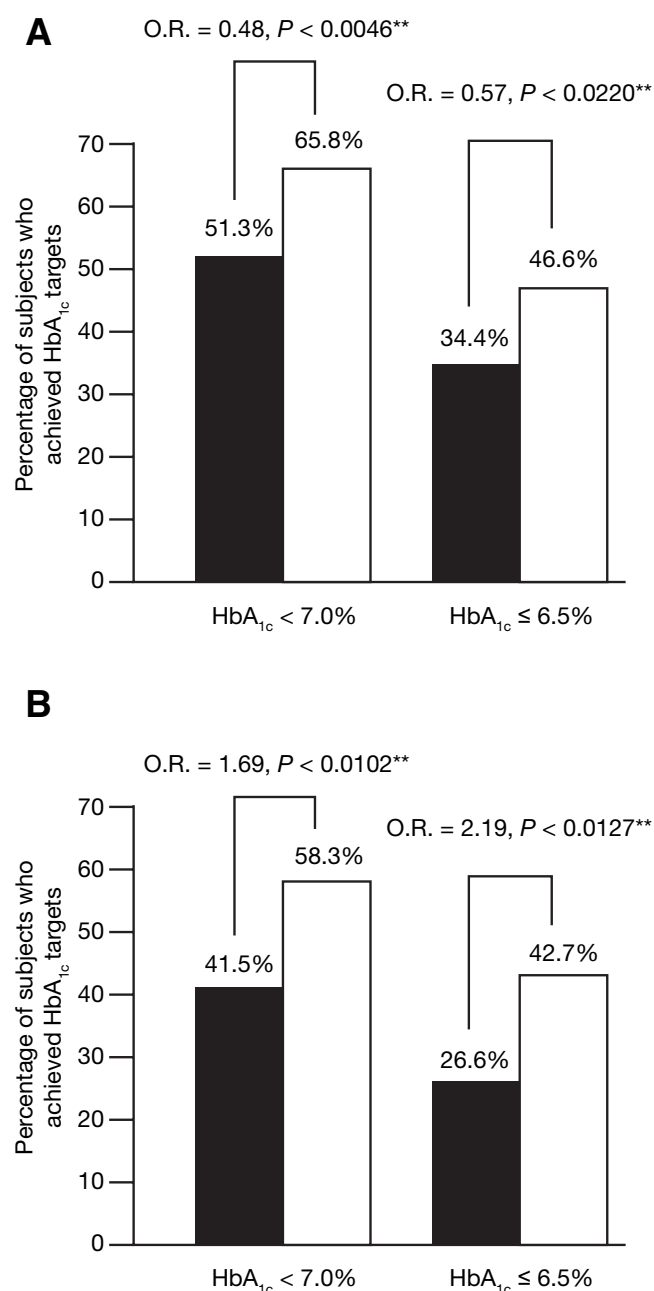 A
O.R. = 0.48, P < 0.0046**
O.R. = 0.57, P < 0.0220**
Percentage of subjects who
achieved HbA1c targets
70
60
50
40
30
20
10
0
65.8%
51.3%
46.6%
34.4%
HbA1c < 7.0%
HbA1c ≤ 6.5%
B
O.R. = 1.69, P < 0.0102**
O.R. = 2.19, P < 0.0127**
Percentage of subjects who
achieved HbA1c targets
70
60
50
40
30
20
10
0
58.3%
41.5%
42.7%
26.6%
HbA1c < 7.0%
HbA1c ≤ 6.5%